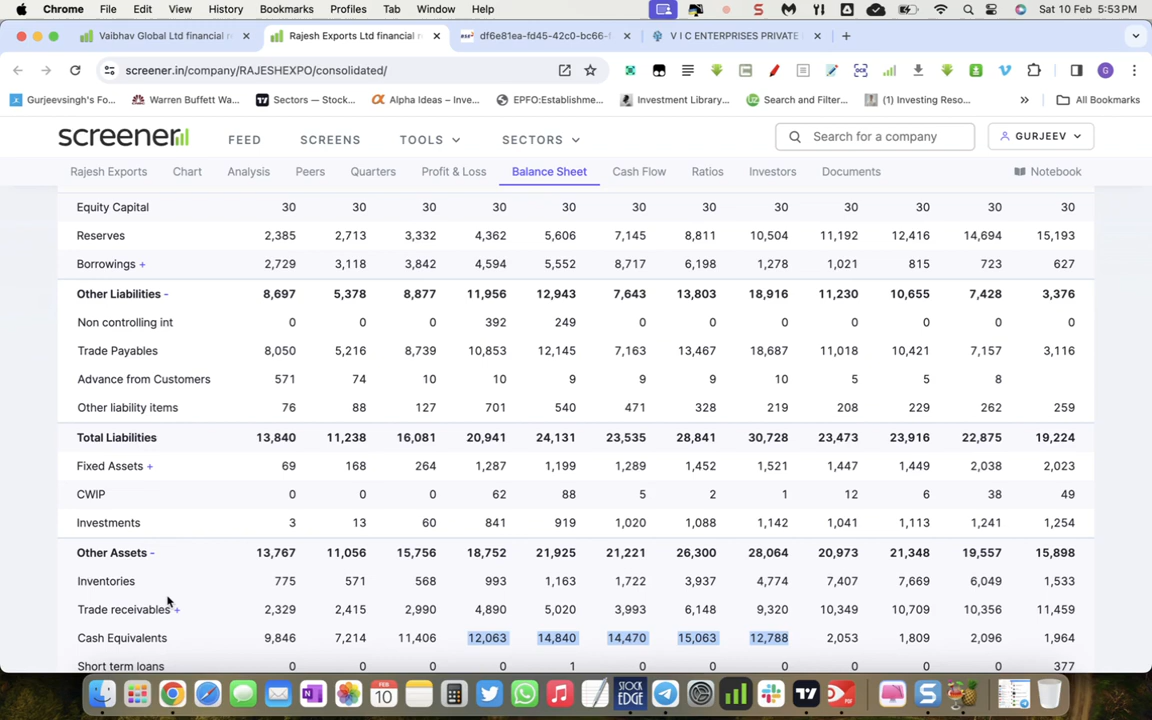 Chrome File Edit View History Bookmarks Profiles Tab Window Help Sat 10 Feb 5:53 PM
Vaibhav Global Ltd financial r Rajesh Exports Ltd financial r df6e81ea-fd45-42c0-bc66- V I C ENTERPRISES PRIVATE
screener.in/company/RAJESHEXPO/consolidated/
Gurjeevsingh's Fo... Warren Buffett Wa... Sectors — Stock... Alpha Ideas – Inve... EPFO:Establishme... Investment Library... Search and Filter... (1) Investing Reso... » All Bookmarks
screener FEED SCREENS TOOLS SECTORS Search for a company GURJEEV
Rajesh Exports Chart Analysis Peers Quarters Profit & Loss Balance Sheet Cash Flow Ratios Investors Documents Notebook
Equity Capital 30 30 30 30 30 30 30 30 30 30 30 30
Reserves 2,385 2,713 3,332 4,362 5,606 7,145 8,811 10,504 11,192 12,416 14,694 15,193
Borrowings + 2,729 3,118 3,842 4,594 5,552 8,717 6,198 1,278 1,021 815 723 627
Other Liabilities - 8,697 5,378 8,877 11,956 12,943 7,643 13,803 18,916 11,230 10,655 7,428 3,376
Non controlling int 0 0 0 392 249 0 0 0 0 0 0 0
Trade Payables 8,050 5,216 8,739 10,853 12,145 7,163 13,467 18,687 11,018 10,421 7,157 3,116
Advance from Customers 571 74 10 10 9 9 9 10 5 5 8
Other liability items 76 88 127 701 540 471 328 219 208 229 262 259
Total Liabilities 13,840 11,238 16,081 20,941 24,131 23,535 28,841 30,728 23,473 23,916 22,875 19,224
Fixed Assets + 69 168 264 1,287 1,199 1,289 1,452 1,521 1,447 1,449 2,038 2,023
CWIP 0 0 0 62 88 5 2 1 12 6 38 49
Investments 3 13 60 841 919 1,020 1,088 1,142 1,041 1,113 1,241 1,254
Other Assets - 13,767 11,056 15,756 18,752 21,925 21,221 26,300 28,064 20,973 21,348 19,557 15,898
Inventories 775 571 568 993 1,163 1,722 3,937 4,774 7,407 7,669 6,049 1,533
Trade receivables + 2,329 2,415 2,990 4,890 5,020 3,993 6,148 9,320 10,349 10,709 10,356 11,459
Cash Equivalents 9,846 7,214 11,406 12,063 14,840 14,470 15,063 12,788 2,053 1,809 2,096 1,964
Short term loans 0 0 0 0 1 0 0 0 0 0 0 377
FEB
10
STOCK
EDGE